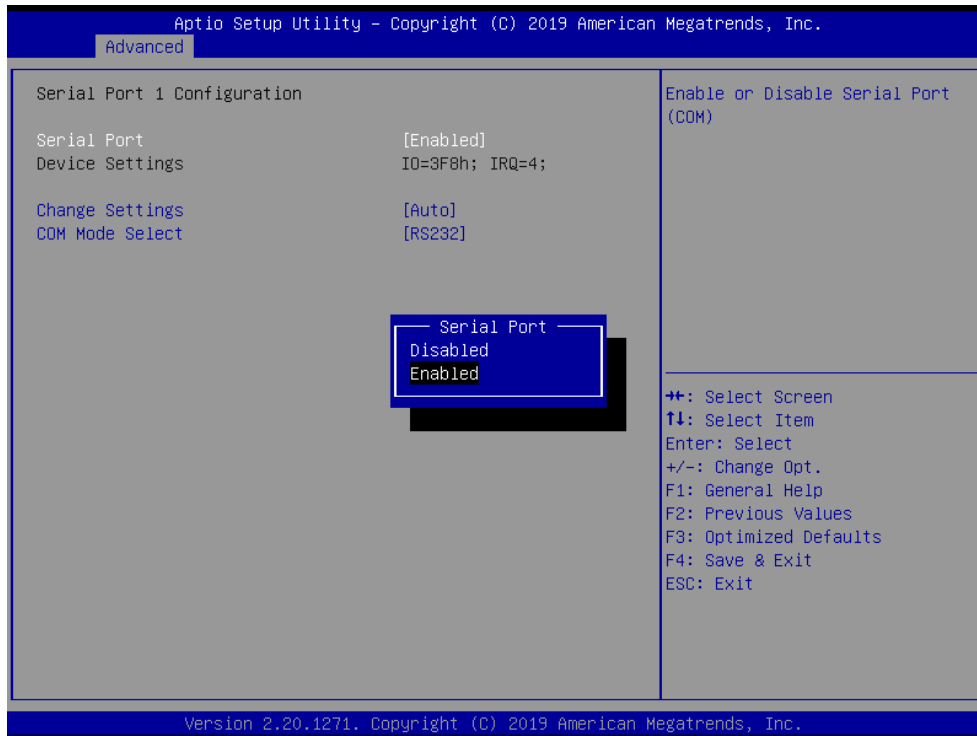 Aptio Setup Utility – Copyright (C) 2019 American Megatrends, Inc.
Advanced
Serial Port 1 Configuration
Serial Port [Enabled]
Device Settings IO=3F8h; IRQ=4;
Change Settings [Auto]
COM Mode Select [RS232]
Serial Port
Disabled
Enabled
Enable or Disable Serial Port
(COM)
→←: Select Screen
↑↓: Select Item
Enter: Select
+/-: Change Opt.
F1: General Help
F2: Previous Values
F3: Optimized Defaults
F4: Save & Exit
ESC: Exit
Version 2.20.1271. Copyright (C) 2019 American Megatrends, Inc.